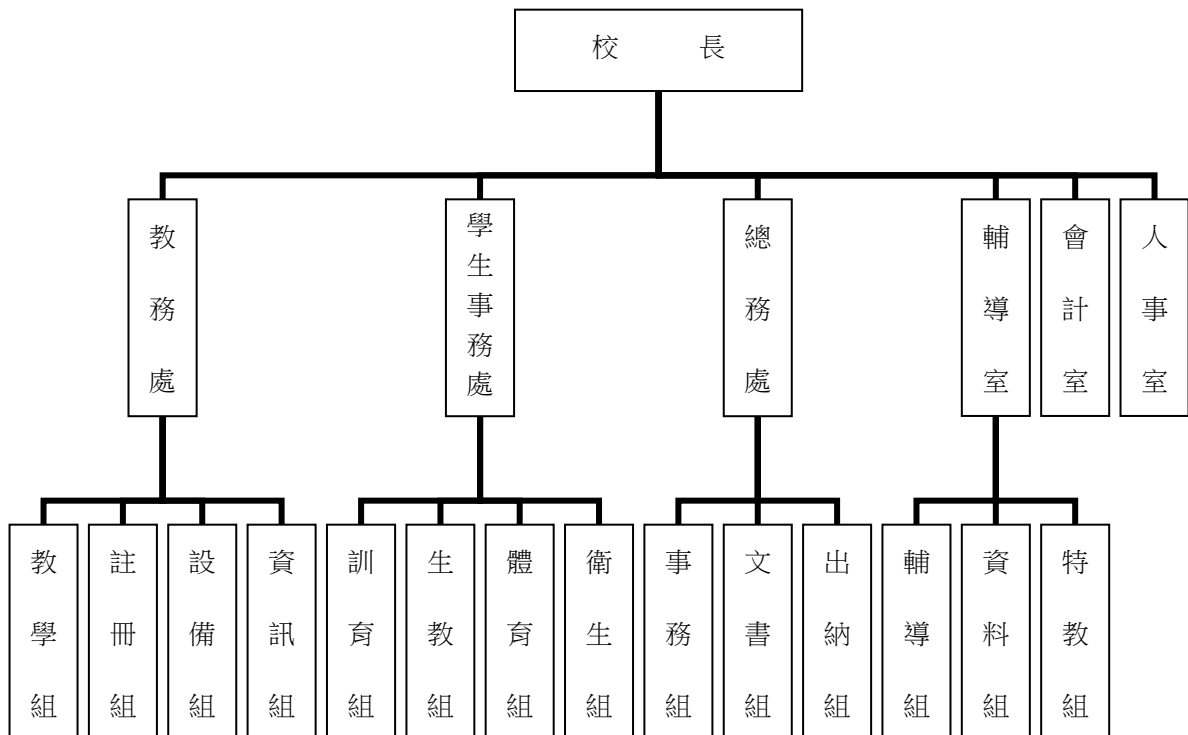 校 長
教務處
學生事務處
總務處
輔導室
會計室
人事室
教學組
註冊組
設備組
資訊組
訓育組
生教組
體育組
衛生組
事務組
文書組
出納組
輔導組
資料組
特教組